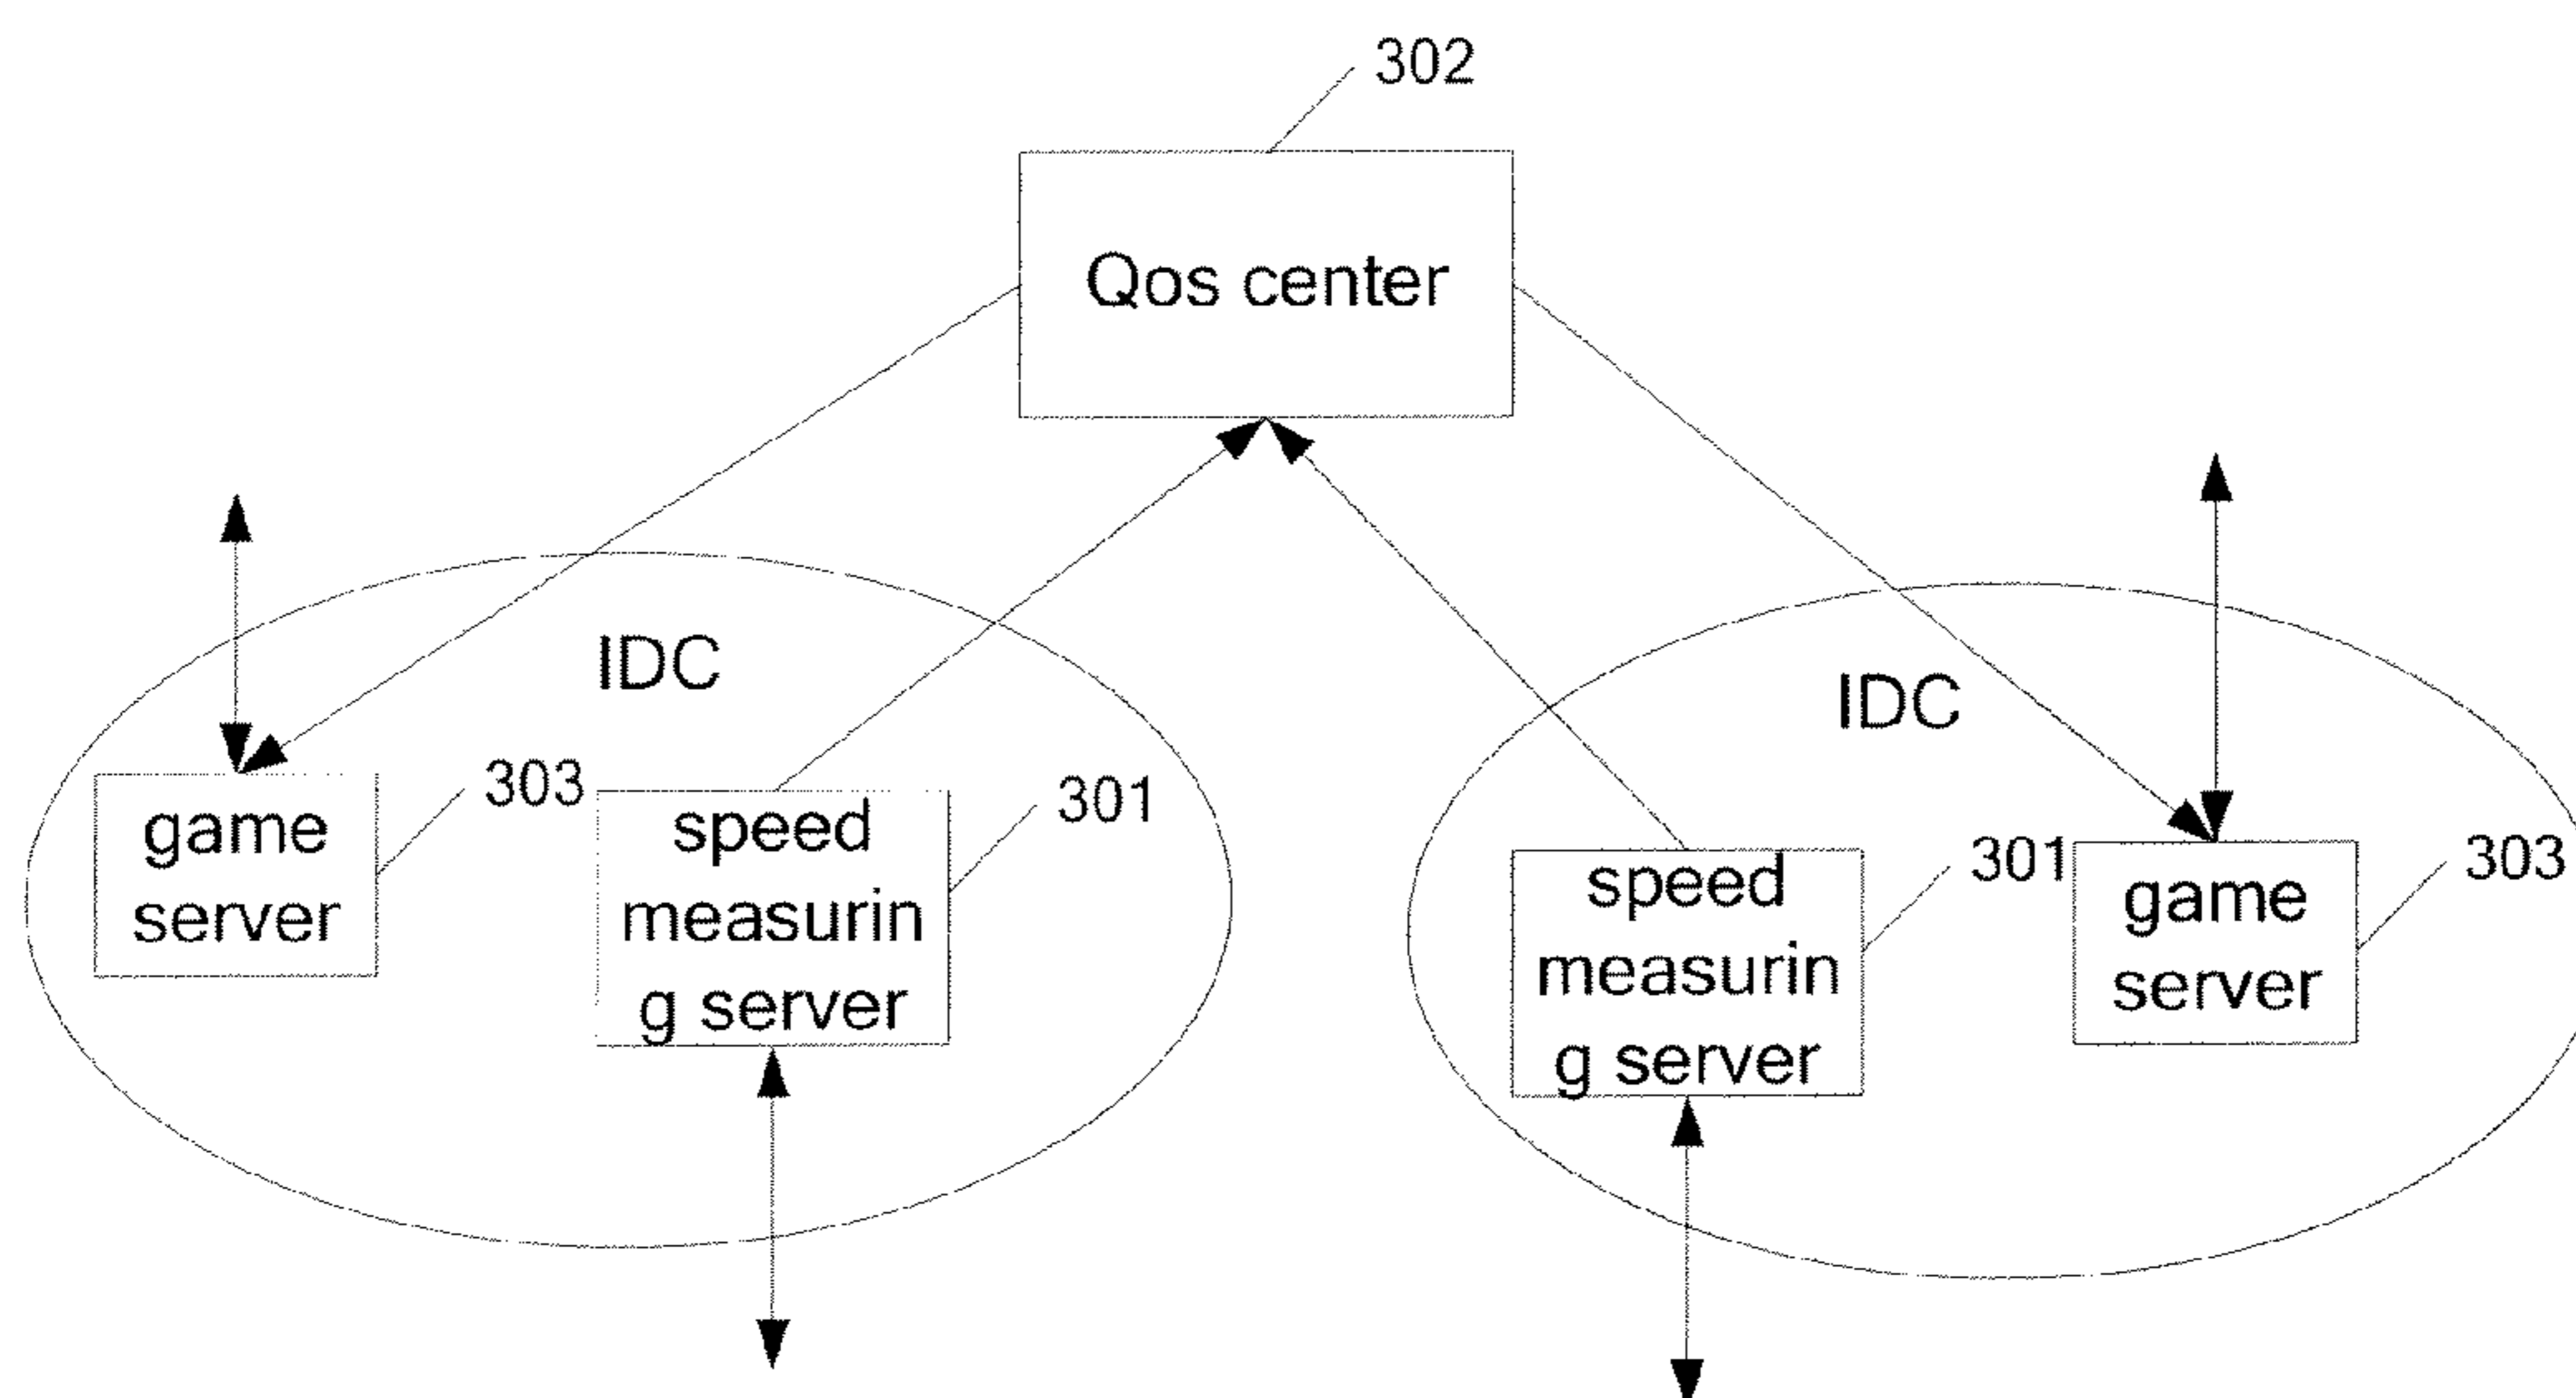 302
Qos center
IDC
IDC
game
server
303
speed
measurin
g server
301
speed
measurin
g server
301
game
server
303